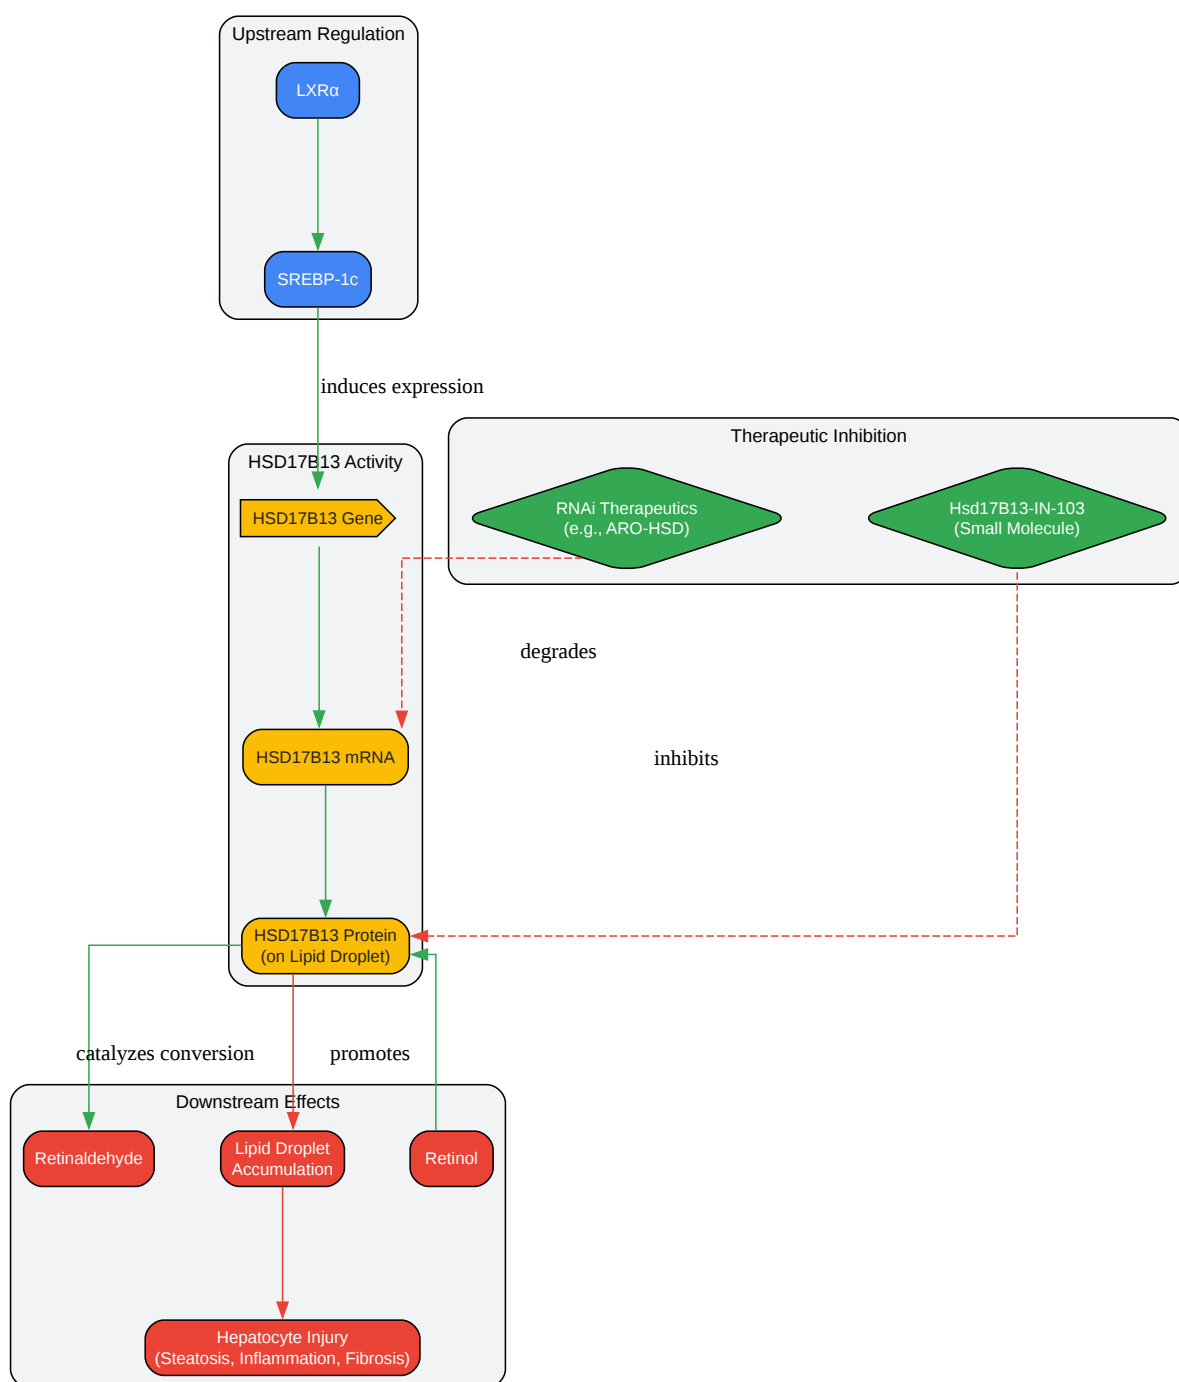 Upstream Regulation
LXRα
SREBP-1c
induces expression
Therapeutic Inhibition
HSD17B13 Activity
RNAi Therapeutics
(e.g., ARO-HSD)
Hsd17B13-IN-103
(Small Molecule)
HSD17B13 Gene
degrades
HSD17B13 mRNA
inhibits
HSD17B13 Protein
(on Lipid Droplet)
catalyzes conversion
promotes
Downstream Effects
Retinaldehyde
Lipid Droplet
Accumulation
Retinol
Hepatocyte Injury
(Steatosis, Inflammation, Fibrosis)